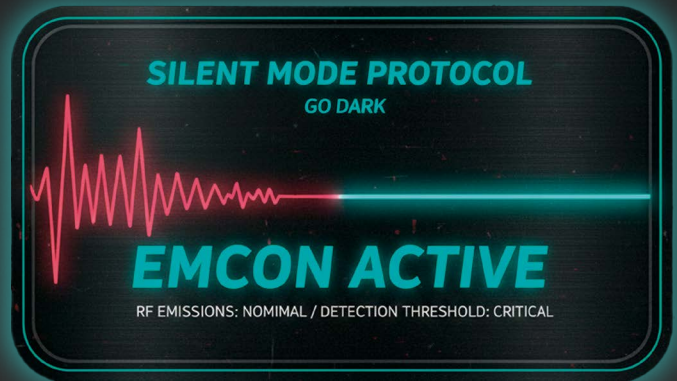 SILENT MODE PROTOCOL
GO DARK
EMCON ACTIVE
RF EMISSIONS: NOMIMAL / DETECTION THRESHOLD: CRITICAL